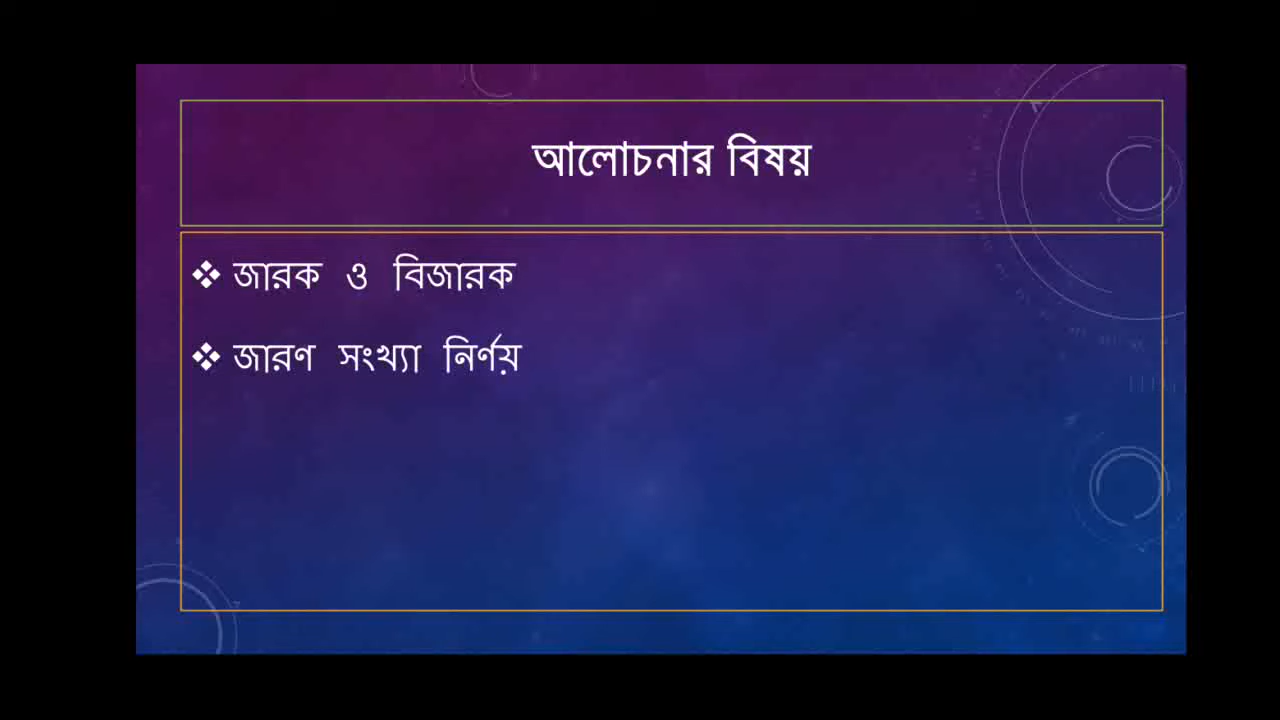 আলোচনার বিষয়
❖ জারক ও বিজারক
❖ জারণ সংখ্যা নির্ণয়